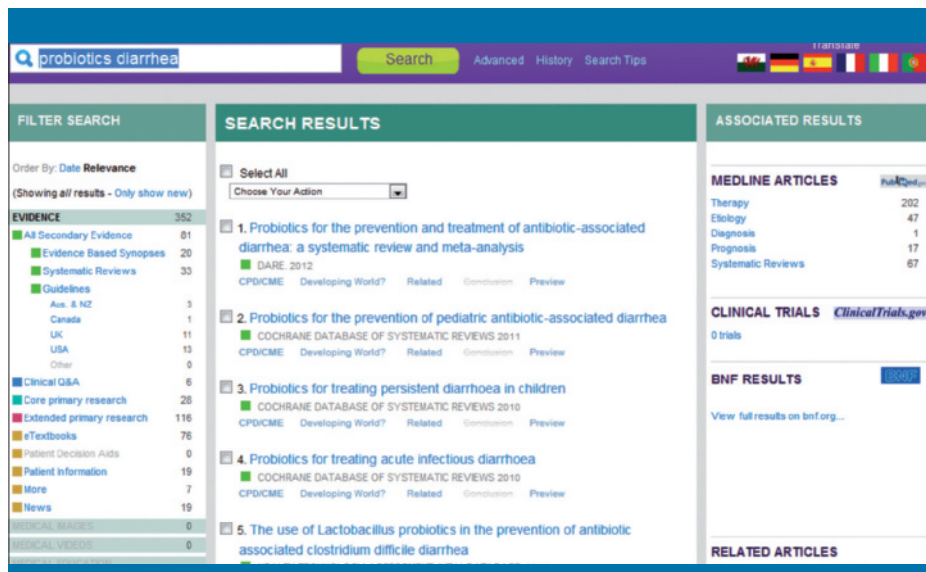 probiotics diarrhea
Search
Advanced History Search Tips
Translate
FILTER SEARCH
Order By: Date Relevance
(Showing all results - Only show new)
EVIDENCE 352
All Secondary Evidence 81
Evidence Based Synopses 20
Systematic Reviews 33
Guidelines
Aus. & NZ 3
Canada 1
UK 11
USA 13
Other 0
Clinical Q&A 6
Core primary research 28
Extended primary research 116
eTextbooks 76
Patient Decision Aids 0
Patient Information 19
More 7
News 19
MEDICAL IMAGES 0
MEDICAL VIDEOS 0
MEDICAL EDUCATION
SEARCH RESULTS
Select All
Choose Your Action
1. Probiotics for the prevention and treatment of antibiotic-associated
diarrhea: a systematic review and meta-analysis
DARE. 2012
CPD/CME Developing World? Related Conclusion Preview
2. Probiotics for the prevention of pediatric antibiotic-associated diarrhea
COCHRANE DATABASE OF SYSTEMATIC REVIEWS 2011
CPD/CME Developing World? Related Conclusion Preview
3. Probiotics for treating persistent diarrhoea in children
COCHRANE DATABASE OF SYSTEMATIC REVIEWS 2010
CPD/CME Developing World? Related Conclusion Preview
4. Probiotics for treating acute infectious diarrhoea
COCHRANE DATABASE OF SYSTEMATIC REVIEWS 2010
CPD/CME Developing World? Related Conclusion Preview
5. The use of Lactobacillus probiotics in the prevention of antibiotic
associated clostridium difficile diarrhea
ASSOCIATED RESULTS
MEDLINE ARTICLES PubMed
Therapy 202
Etiology 47
Diagnosis 1
Prognosis 17
Systematic Reviews 67
CLINICAL TRIALS ClinicalTrials.gov
0 trials
BNF RESULTS BNF
View full results on bnf.org...
RELATED ARTICLES